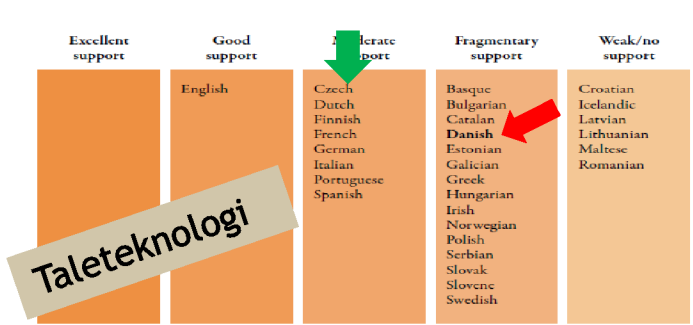 Excellent
support
Good
support
English
Moderate
support
Czech
Dutch
Finnish
French
German
Italian
Portuguese
Spanish
Fragmentary
support
Basque
Bulgarian
Catalan
Danish
Estonian
Galician
Greek
Hungarian
Irish
Norwegian
Polish
Serbian
Slovak
Slovene
Swedish
Weak/no
support
Croatian
Icelandic
Latvian
Lithuanian
Maltese
Romanian
Taleteknologi